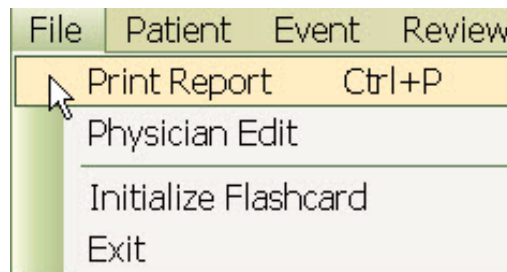 File Patient Event Review
Print Report Ctrl+P
Physician Edit
Initialize Flashcard
Exit